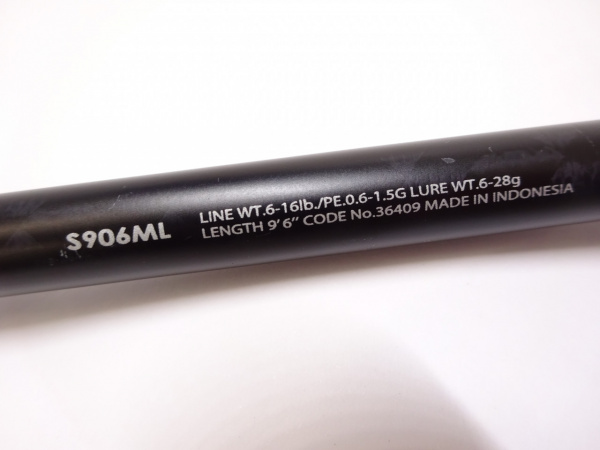 S906ML
LINE WT.6-16lb./PE.0.6-1.5G LURE WT.6-28g
LENGTH 9'6" CODE No.36409 MADE IN INDONESIA